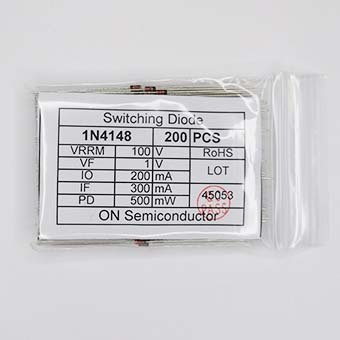 Switching Diode
1N4148 200 PCS
VRRM 100 V RoHS
VF 1 V
IO 200 mA LOT
IF 300 mA
PD 500 mW 45053
PASS
ON Semiconductor